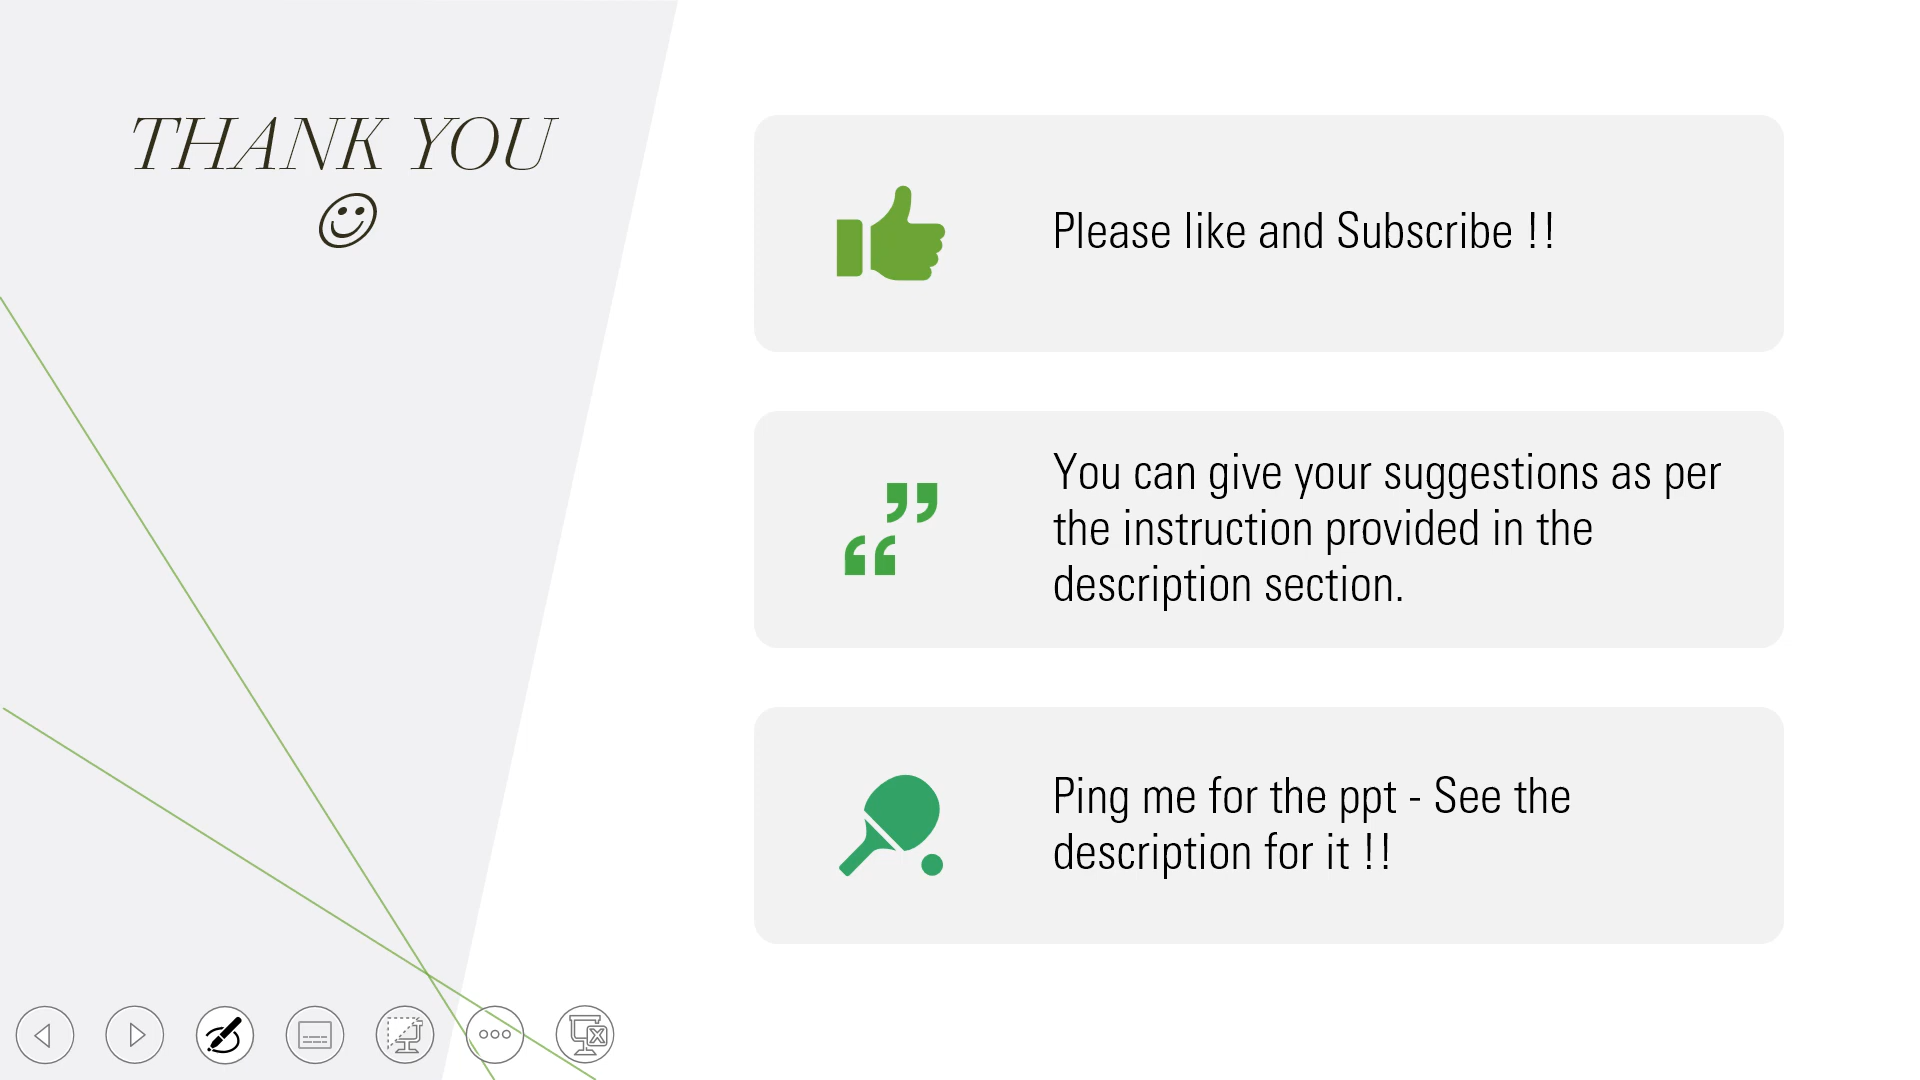 THANK YOU
☺
Please like and Subscribe !!
You can give your suggestions as per
the instruction provided in the
description section.
Ping me for the ppt - See the
description for it !!